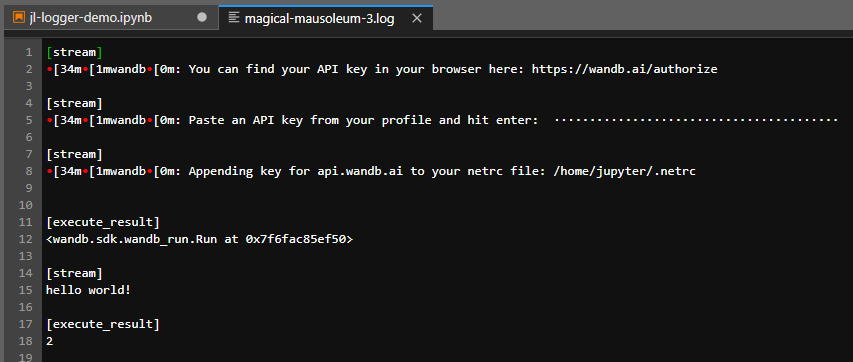 jl-logger-demo.ipynb
magical-mausoleum-3.log
1 [stream]
2 •[34m•[1mwandb•[0m: You can find your API key in your browser here: https://wandb.ai/authorize
3
4 [stream]
5 •[34m•[1mwandb•[0m: Paste an API key from your profile and hit enter:  ········································
6
7 [stream]
8 •[34m•[1mwandb•[0m: Appending key for api.wandb.ai to your netrc file: /home/jupyter/.netrc
9
10
11 [execute_result]
12 <wandb.sdk.wandb_run.Run at 0x7f6fac85ef50>
13
14 [stream]
15 hello world!
16
17 [execute_result]
18 2
19